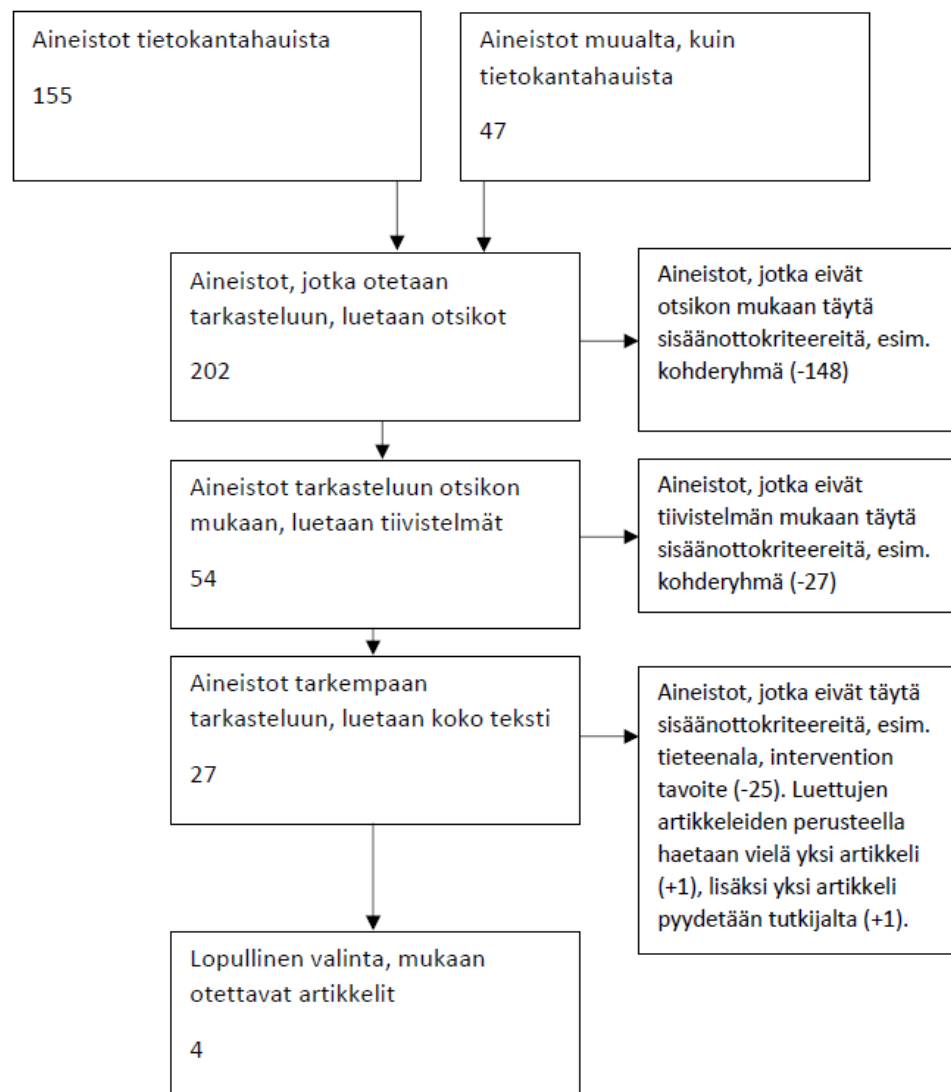 Aineistot tietokantahauista
155
Aineistot muualta, kuin
tietokantahauista
47
Aineistot, jotka otetaan
tarkasteluun, luetaan otsikot
202
Aineistot, jotka eivät
otsikon mukaan täytä
sisäänottokriteereitä, esim.
kohderyhmä (-148)
Aineistot tarkasteluun otsikon
mukaan, luetaan tiivistelmät
54
Aineistot, jotka eivät
tiivistelmän mukaan täytä
sisäänottokriteereitä, esim.
kohderyhmä (-27)
Aineistot tarkempaan
tarkasteluun, luetaan koko teksti
27
Aineistot, jotka eivät täytä
sisäänottokriteereitä, esim.
tieteenala, intervention
tavoite (-25). Luettujen
artikkeleiden perusteella
haetaan vielä yksi artikkeli
(+1), lisäksi yksi artikkeli
pyydetään tutkijalta (+1).
Lopullinen valinta, mukaan
otettavat artikkelit
4